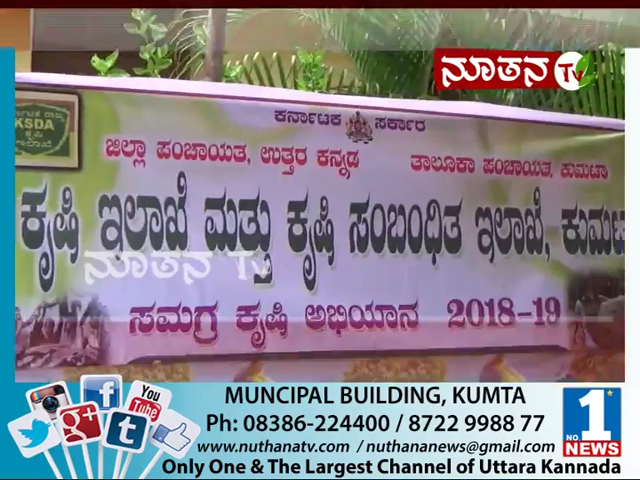 ನೂತನ TV
ಕರ್ನಾಟಕ ಸರ್ಕಾರ
KSDA
ಕೃಷಿ
ಜಿಲ್ಲಾ ಪಂಚಾಯತ, ಉತ್ತರ ಕನ್ನಡ ತಾಲೂಕಾ ಪಂಚಾಯತ, ಕುಮಟಾ
ಕೃಷಿ ಇಲಾಖೆ ಮತ್ತು ಕೃಷಿ ಸಂಬಂಧಿತ ಇಲಾಖೆ, ಕುಮಟಾ
ನೂತನ TV
ಸಮಗ್ರ ಕೃಷಿ ಅಭಿಯಾನ 2018-19
MUNCIPAL BUILDING, KUMTA
Ph: 08386-224400 / 8722 9988 77
www.nuthanatv.com / nuthananews@gmail.com
Only One & The Largest Channel of Uttara Kannada
You
Tube
NO 1
NEWS